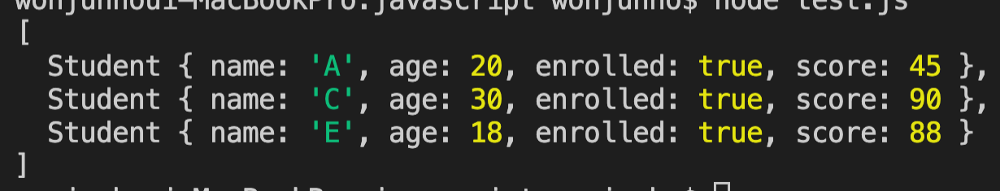 wonjunhoui-MacBookPro:javascript wonjunho$ node test.js
[
  Student { name: 'A', age: 20, enrolled: true, score: 45 },
  Student { name: 'C', age: 30, enrolled: true, score: 90 },
  Student { name: 'E', age: 18, enrolled: true, score: 88 }
]